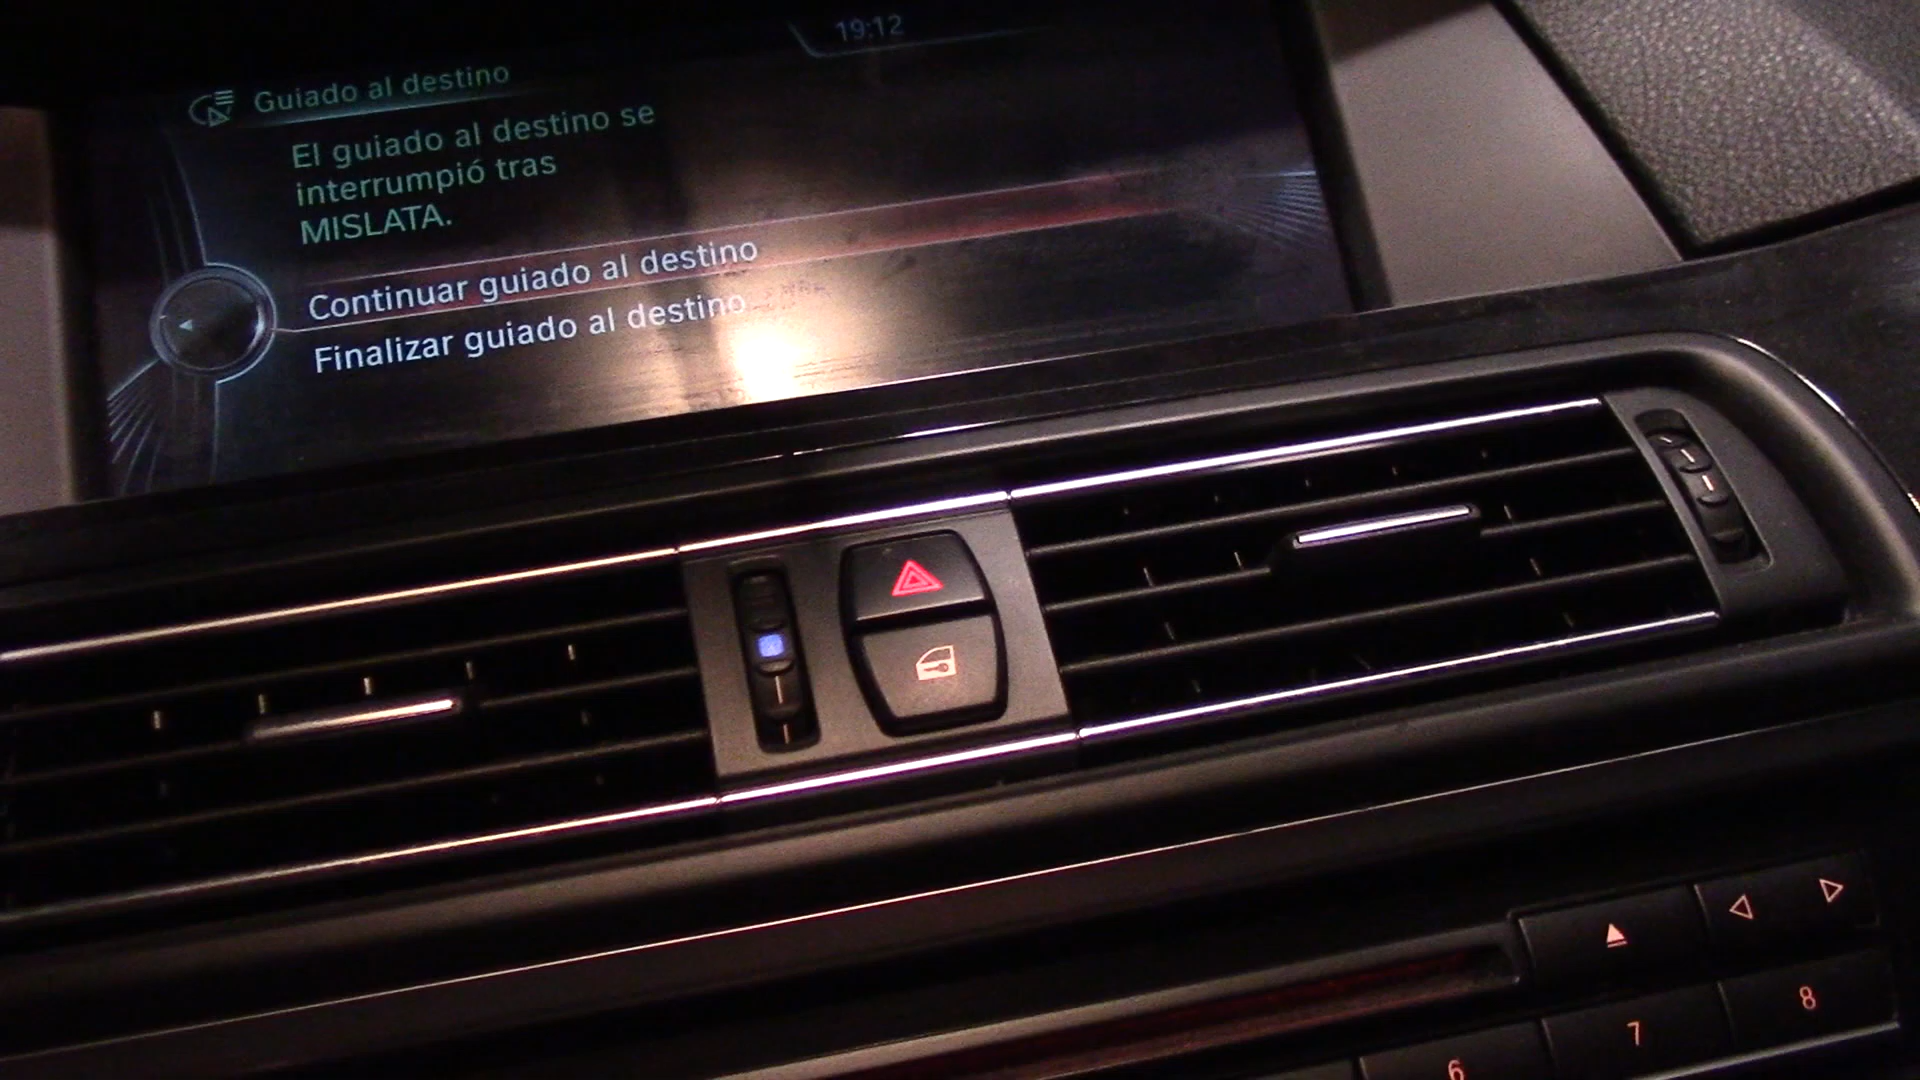 19:12
Guiado al destino
El guiado al destino se
interrumpió tras
MISLATA.
Continuar guiado al destino
Finalizar guiado al destino
6 7 8